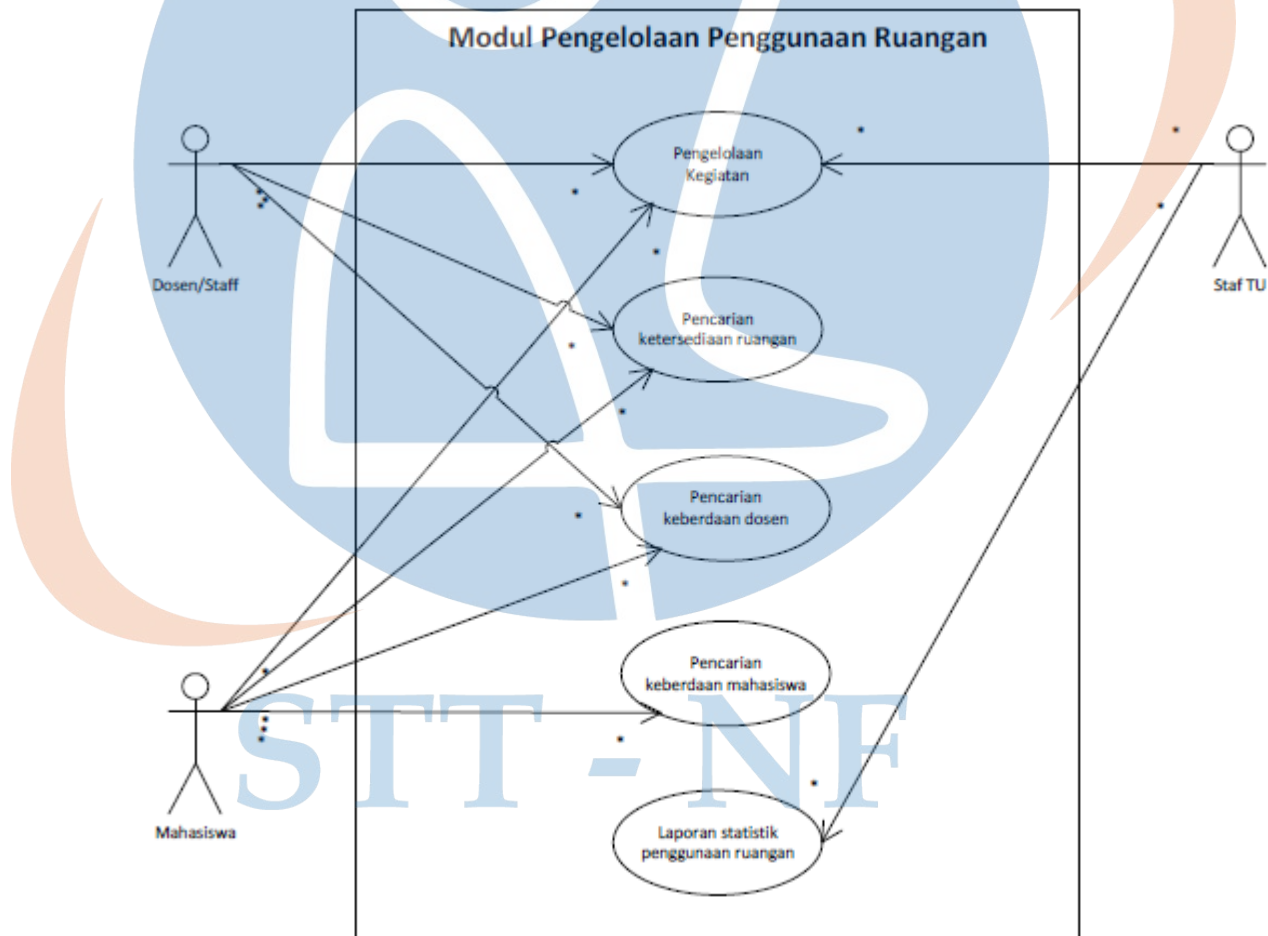 Modul Pengelolaan Penggunaan Ruangan
Pengelolaan
Kegiatan
*
*
*
*
*
*
*
Dosen/Staff
Staf TU
*
Pencarian
ketersediaan ruangan
*
*
Pencarian
keberdaan dosen
*
*
Pencarian
keberdaan mahasiswa
*
*
*
*
*
STT - NF
*
Laporan statistik
penggunaan ruangan
Mahasiswa